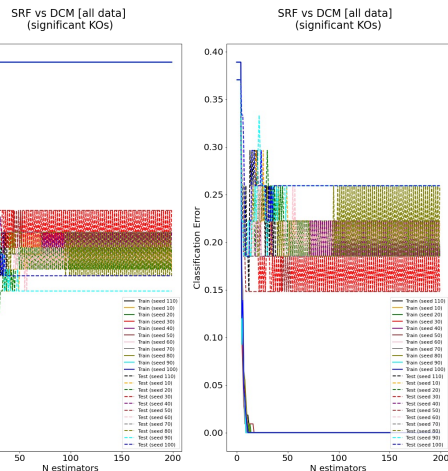 SRF vs DCM [all data]
(significant KOs)
Train (seed 110)
Train (seed 10)
Train (seed 20)
Train (seed 30)
Train (seed 40)
Train (seed 50)
Train (seed 60)
Train (seed 70)
Train (seed 80)
Train (seed 90)
Train (seed 100)
Test (seed 110)
Test (seed 10)
Test (seed 20)
Test (seed 30)
Test (seed 40)
Test (seed 50)
Test (seed 60)
Test (seed 70)
Test (seed 80)
Test (seed 90)
Test (seed 100)
50 100 150 200
N estimators
SRF vs DCM [all data]
(significant KOs)
Classification Error
0.40
0.35
0.30
0.25
0.20
0.15
0.10
0.05
0.00
Train (seed 110)
Train (seed 10)
Train (seed 20)
Train (seed 30)
Train (seed 40)
Train (seed 50)
Train (seed 60)
Train (seed 70)
Train (seed 80)
Train (seed 90)
Train (seed 100)
Test (seed 110)
Test (seed 10)
Test (seed 20)
Test (seed 30)
Test (seed 40)
Test (seed 50)
Test (seed 60)
Test (seed 70)
Test (seed 80)
Test (seed 90)
Test (seed 100)
0 50 100 150 200
N estimators